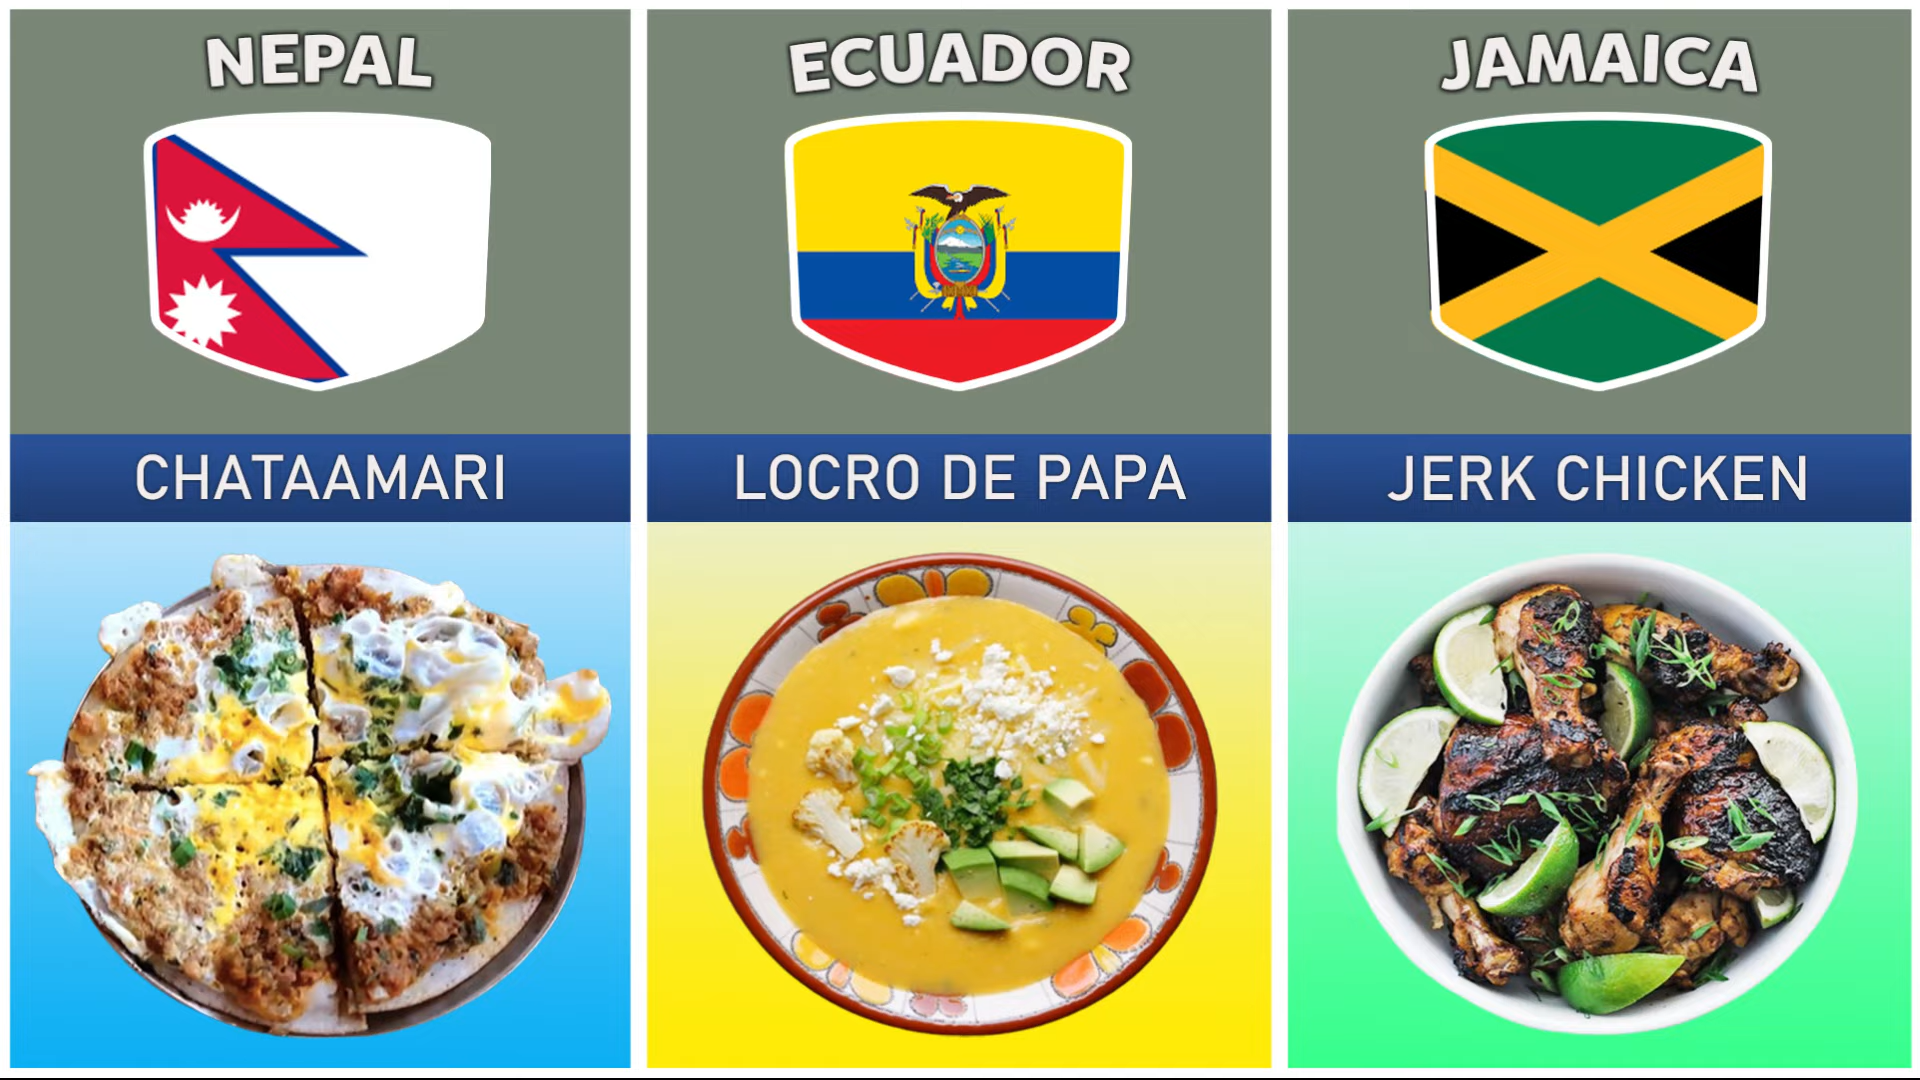 NEPAL
ECUADOR
JAMAICA
CHATAAMARI
LOCRO DE PAPA
JERK CHICKEN